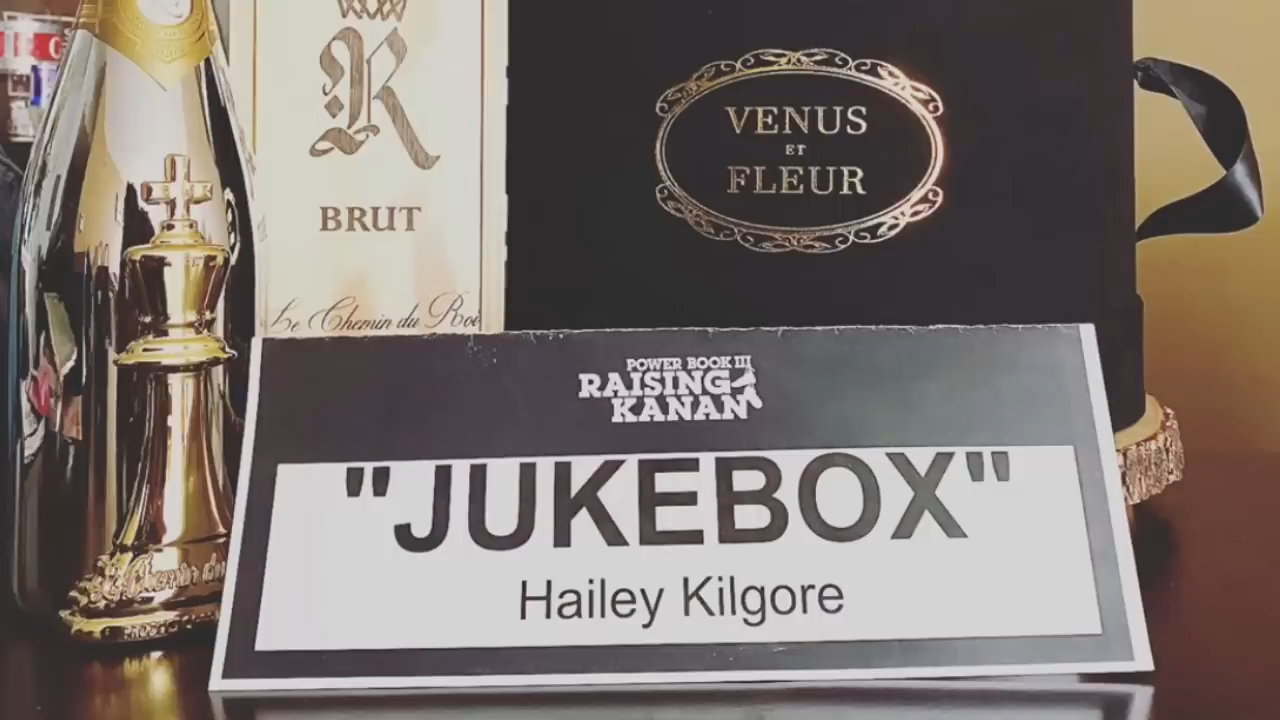 R
BRUT
Le Chemin du Roi
VENUS
ET
FLEUR
POWER BOOK III
RAISING
KANAN
"JUKEBOX"
Hailey Kilgore